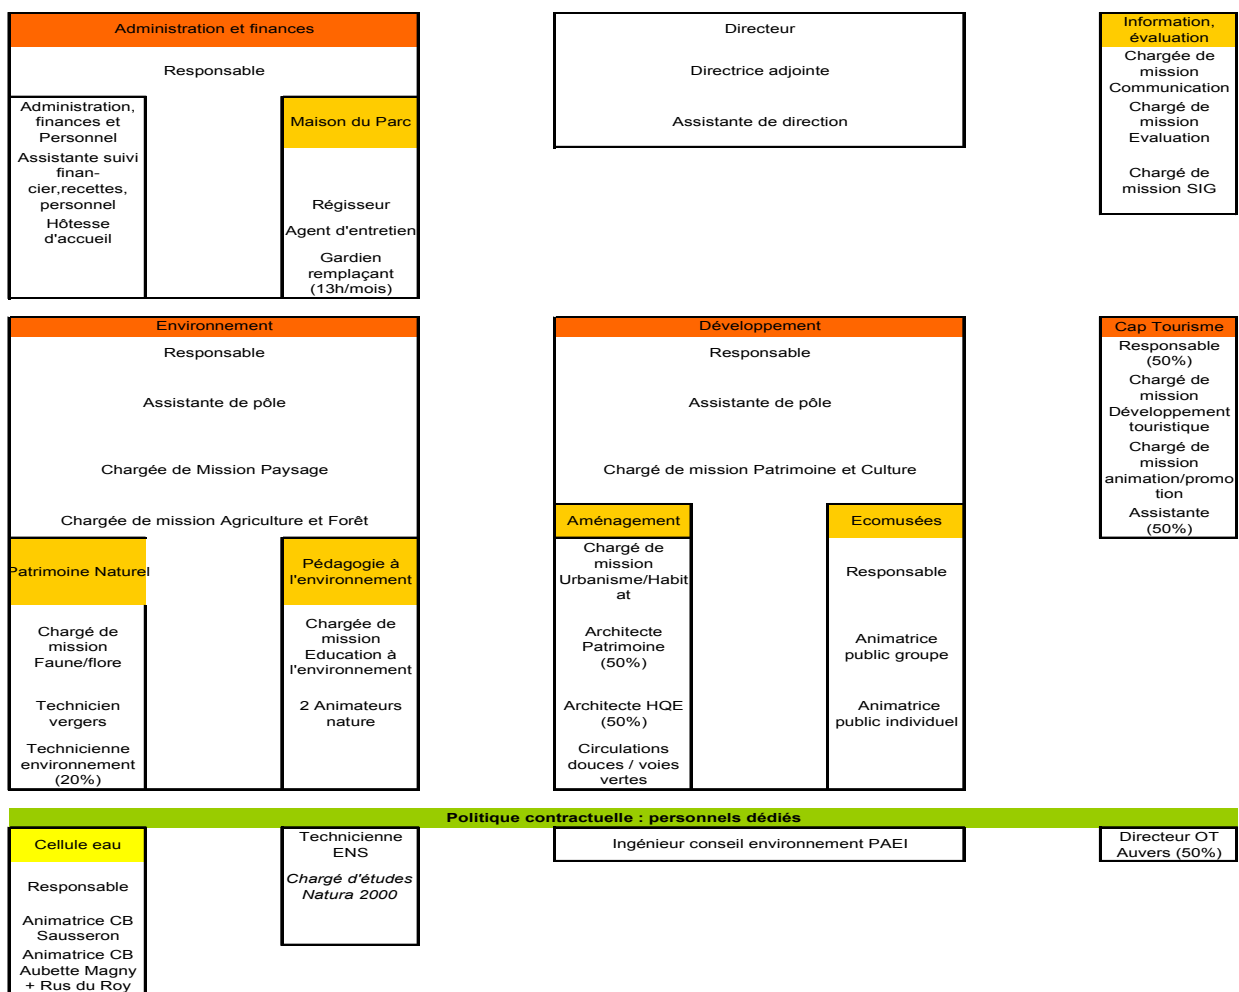 Administration et finances
Responsable
Administration,
finances et
Personnel
Assistante suivi
finan-
cier,recettes,
personnel
Hôtesse
d'accueil
Maison du Parc
Régisseur
Agent d'entretien
Gardien
remplaçant
(13h/mois)
Directeur
Directrice adjointe
Assistante de direction
Information,
évaluation
Chargée de
mission
Communication
Chargé de
mission
Evaluation
Chargé de
mission SIG
Environnement
Responsable
Assistante de pôle
Chargée de Mission Paysage
Chargée de mission Agriculture et Forêt
Patrimoine Naturel
Chargé de
mission
Faune/flore
Technicien
vergers
Technicienne
environnement
(20%)
Pédagogie à
l'environnement
Chargée de
mission
Education à
l'environnement
2 Animateurs
nature
Développement
Responsable
Assistante de pôle
Chargé de mission Patrimoine et Culture
Aménagement
Chargé de
mission
Urbanisme/Habit
at
Architecte
Patrimoine
(50%)
Architecte HQE
(50%)
Circulations
douces / voies
vertes
Ecomusées
Responsable
Animatrice
public groupe
Animatrice
public individuel
Cap Tourisme
Responsable
(50%)
Chargé de
mission
Développement
touristique
Chargé de
mission
animation/promo
tion
Assistante
(50%)
Politique contractuelle : personnels dédiés
Cellule eau
Responsable
Animatrice CB
Sausseron
Animatrice CB
Aubette Magny
+ Rus du Roy
Technicienne
ENS
Chargé d'études
Natura 2000
Ingénieur conseil environnement PAEI
Directeur OT
Auvers (50%)